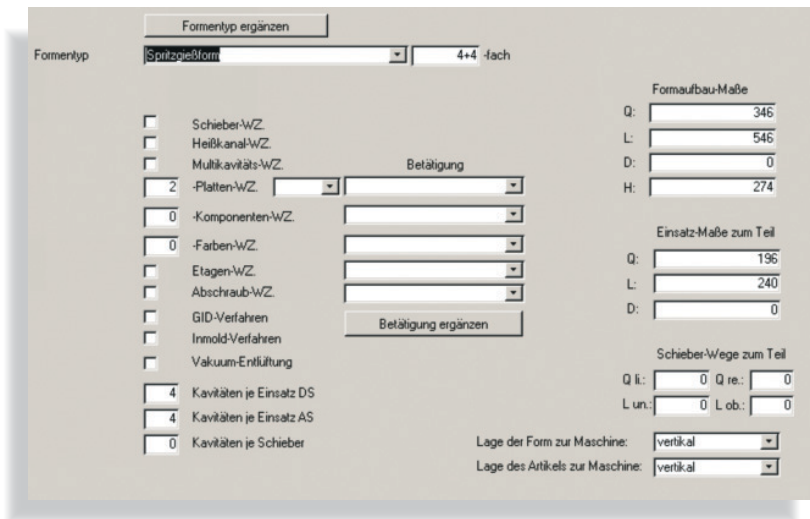 Formentyp ergänzen
Formentyp Spritzgießform 4+4 -fach
Formaufbau-Maße
Q: 346
L: 546
D: 0
H: 274
Schieber-WZ.
Heißkanal-WZ.
Multikavitäts-WZ. Betätigung
2 -Platten-WZ.
0 -Komponenten-WZ.
0 -Farben-WZ.
Etagen-WZ.
Abschraub-WZ.
GID-Verfahren
Betätigung ergänzen
Inmold-Verfahren
Vakuum-Entlüftung
4 Kavitäten je Einsatz DS
4 Kavitäten je Einsatz AS
0 Kavitäten je Schieber
Einsatz-Maße zum Teil
Q: 196
L: 240
D: 0
Schieber-Wege zum Teil
Q li.: 0 Q re.: 0
L un.: 0 L ob.: 0
Lage der Form zur Maschine: vertikal
Lage des Artikels zur Maschine: vertikal